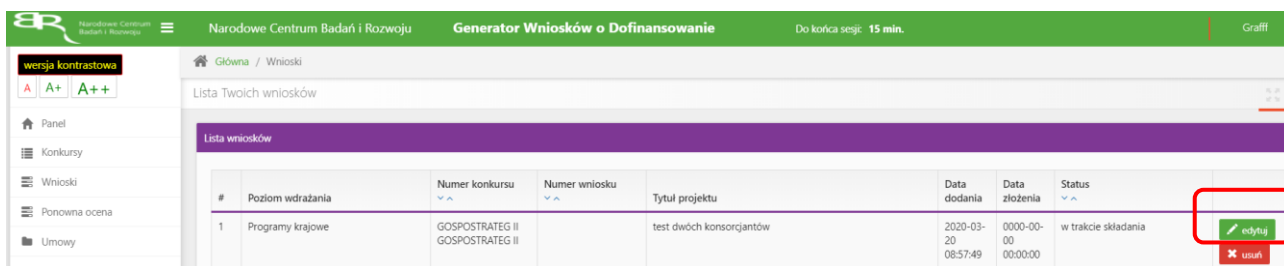 Narodowe Centrum
Badań i Rozwoju
Narodowe Centrum Badań i Rozwoju Generator Wniosków o Dofinansowanie Do końca sesji: 15 min. Grafff
wersja kontrastowa
A A+ A++
Główna / Wnioski
Lista Twoich wniosków
Panel
Konkursy
Wnioski
Ponowna ocena
Umowy
Lista wniosków
# Poziom wdrażania Numer konkursu Numer wniosku Tytuł projektu Data dodania Data złożenia Status
1 Programy krajowe GOSPOSTRATEG II test dwóch konsorcjantów 2020-03- 0000-00- w trakcie składania edytuj
GOSPOSTRATEG II 20 00
08:57:49 00:00:00 usuń